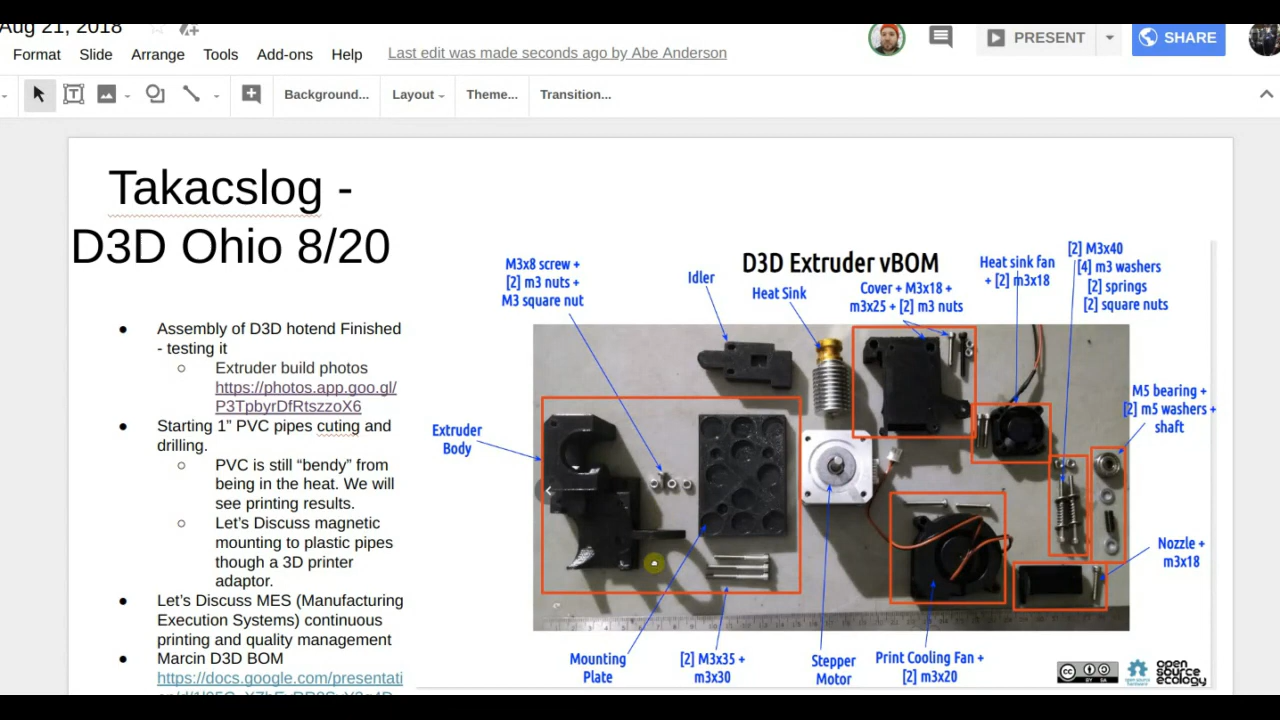 Aug 21, 2018
Format Slide Arrange Tools Add-ons Help Last edit was made seconds ago by Abe Anderson
PRESENT
SHARE
Background... Layout Theme... Transition...
Takacslog -
D3D Ohio 8/20
● Assembly of D3D hotend Finished
- testing it
○ Extruder build photos
https://photos.app.goo.gl/
P3TpbyrDfRtszzoX6
● Starting 1” PVC pipes cuting and
drilling.
○ PVC is still “bendy” from
being in the heat. We will
see printing results.
○ Let’s Discuss magnetic
mounting to plastic pipes
though a 3D printer
adaptor.
● Let’s Discuss MES (Manufacturing
Execution Systems) continuous
printing and quality management
● Marcin D3D BOM
https://docs.google.com/presentati
D3D Extruder vBOM
M3x8 screw +
[2] m3 nuts +
M3 square nut
Idler
Heat Sink
Cover + M3x18 +
m3x25 + [2] m3 nuts
Heat sink fan
+ [2] m3x18
[2] M3x40
[4] m3 washers
[2] springs
[2] square nuts
M5 bearing +
[2] m5 washers +
shaft
Extruder
Body
Nozzle +
m3x18
Mounting
Plate
[2] M3x35 +
m3x30
Stepper
Motor
Print Cooling Fan +
[2] m3x20
cc
BY SA
open
source
ecology